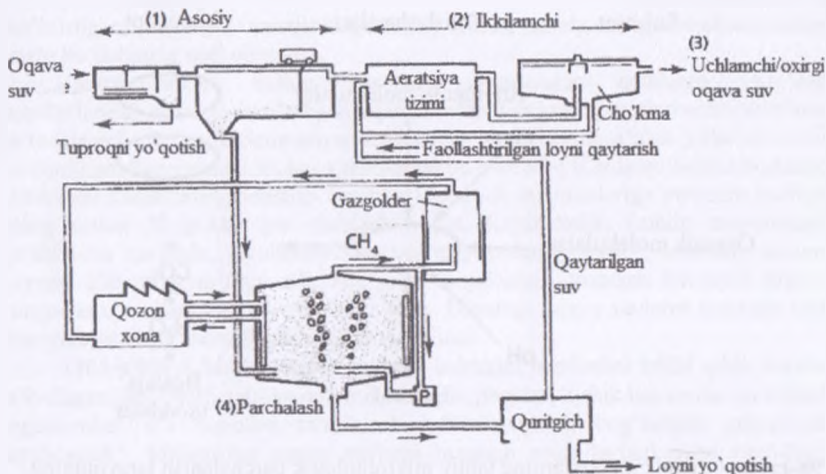 (1) Asosiy
(2) Ikkilamchi
(3)
Oqava
suv
Aeratsiya
tizimi
Uchlamchi/oxirgi
oqava suv
Cho'kma
Tuproqni yo'qotish
Faollashtirilgan loyni qaytarish
Gazgolder
CH₄
Qaytarilgan
suv
Qozon
xona
(4)Parchalash
P
Quritgich
Loyni yo'qotish